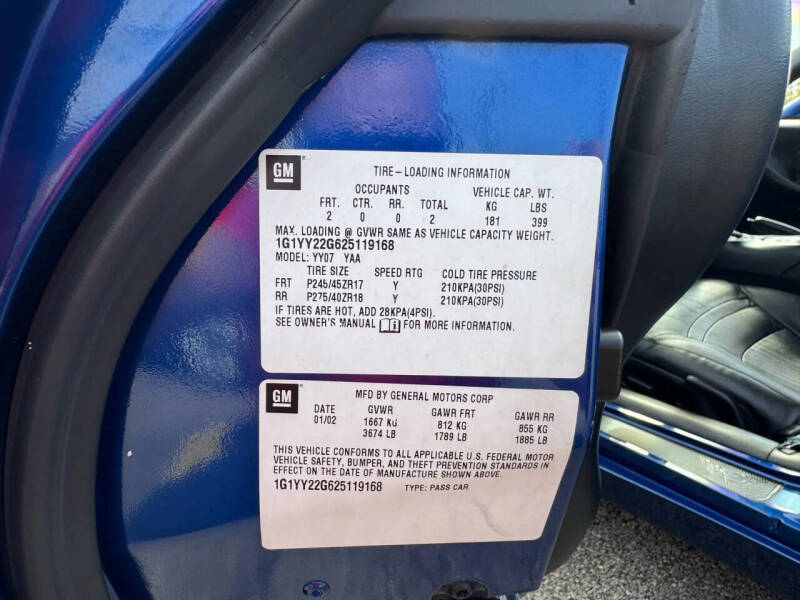 GM
TIRE-LOADING INFORMATION
OCCUPANTS VEHICLE CAP. WT.
FRT. CTR. RR. TOTAL KG LBS
2 0 0 2 181 399
MAX. LOADING @ GVWR SAME AS VEHICLE CAPACITY WEIGHT.
1G1YY22G625119168
MODEL: YY07 YAA
TIRE SIZE SPEED RTG COLD TIRE PRESSURE
FRT P245/45ZR17 Y 210KPA(30PSI)
RR P275/40ZR18 Y 210KPA(30PSI)
IF TIRES ARE HOT, ADD 28KPA(4PSI).
SEE OWNER'S MANUAL FOR MORE INFORMATION.
GM
MFD BY GENERAL MOTORS CORP
DATE GVWR GAWR FRT GAWR RR
01/02 1667 KG 812 KG 855 KG
3674 LB 1789 LB 1885 LB
THIS VEHICLE CONFORMS TO ALL APPLICABLE U.S. FEDERAL MOTOR
VEHICLE SAFETY, BUMPER, AND THEFT PREVENTION STANDARDS IN
EFFECT ON THE DATE OF MANUFACTURE SHOWN ABOVE.
1G1YY22G625119168 TYPE: PASS CAR